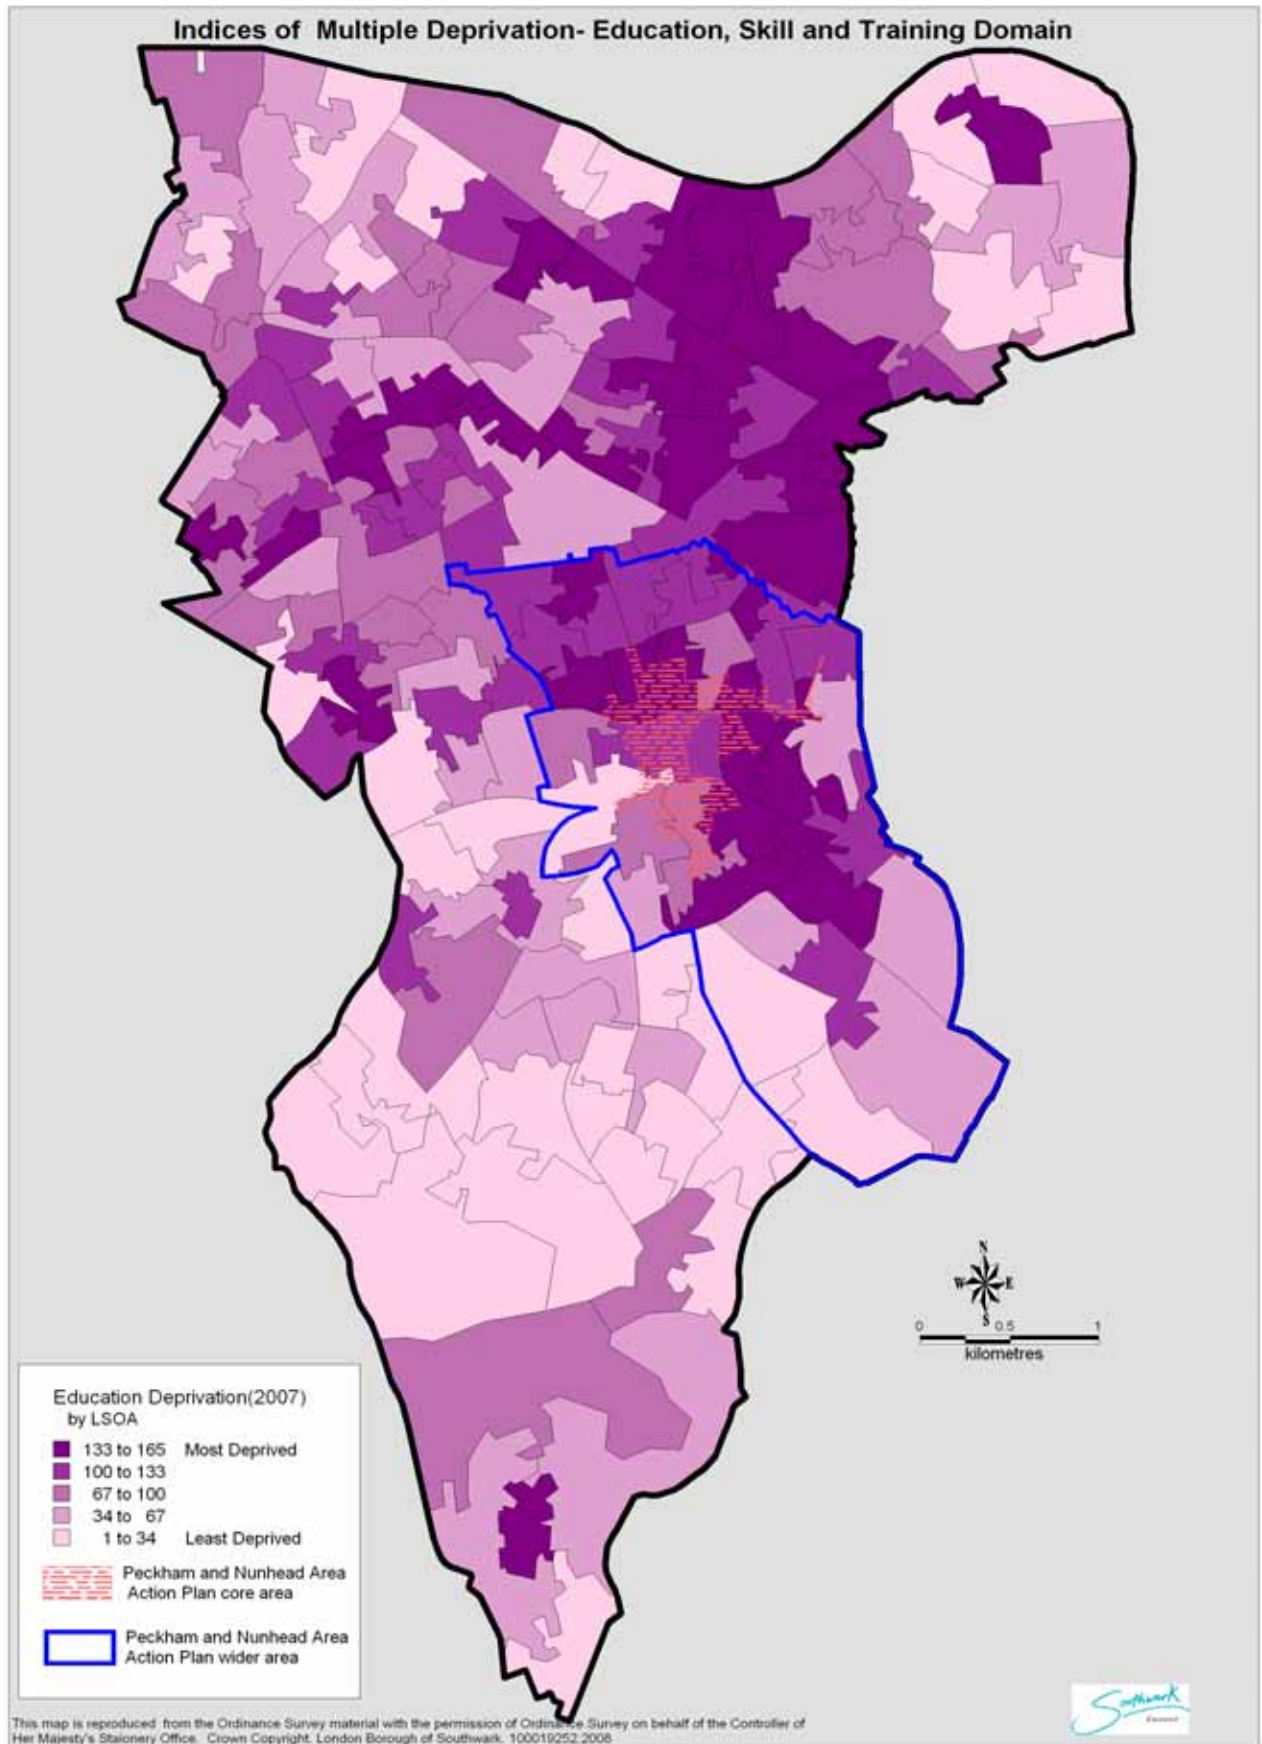 Indices of Multiple Deprivation- Education, Skill and Training Domain
N
W E
S
0 0.5 1
kilometres
Education Deprivation(2007)
by LSOA
133 to 165 Most Deprived
100 to 133
67 to 100
34 to 67
1 to 34 Least Deprived
Peckham and Nunhead Area
Action Plan core area
Peckham and Nunhead Area
Action Plan wider area
Southwark
Council
This map is reproduced from the Ordinance Survey material with the permission of Ordinance Survey on behalf of the Controller of
Her Majesty's Staionery Office. Crown Copyright. London Borough of Southwark. 100019252 2006